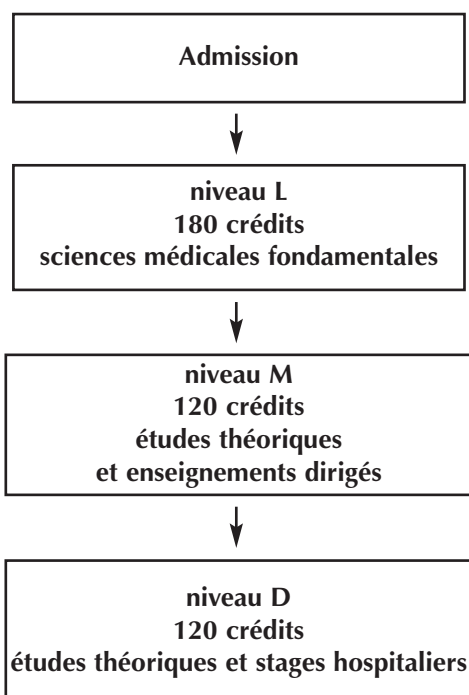 Admission
niveau L
180 crédits
sciences médicales fondamentales
niveau M
120 crédits
études théoriques
et enseignements dirigés
niveau D
120 crédits
études théoriques et stages hospitaliers